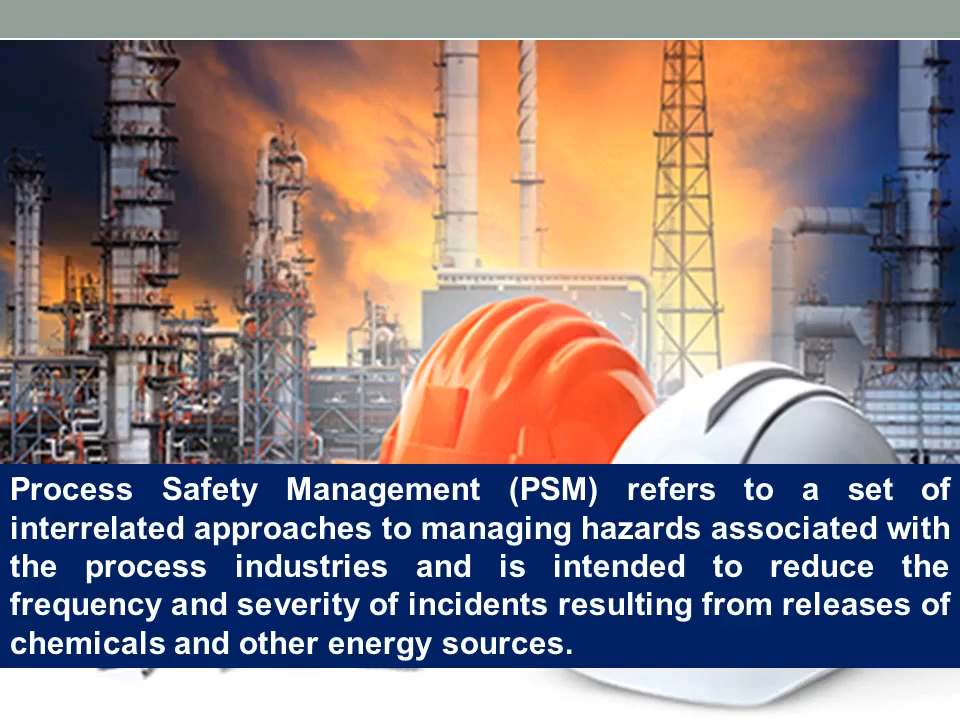 Process Safety Management (PSM) refers to a set of
interrelated approaches to managing hazards associated with
the process industries and is intended to reduce the
frequency and severity of incidents resulting from releases of
chemicals and other energy sources.